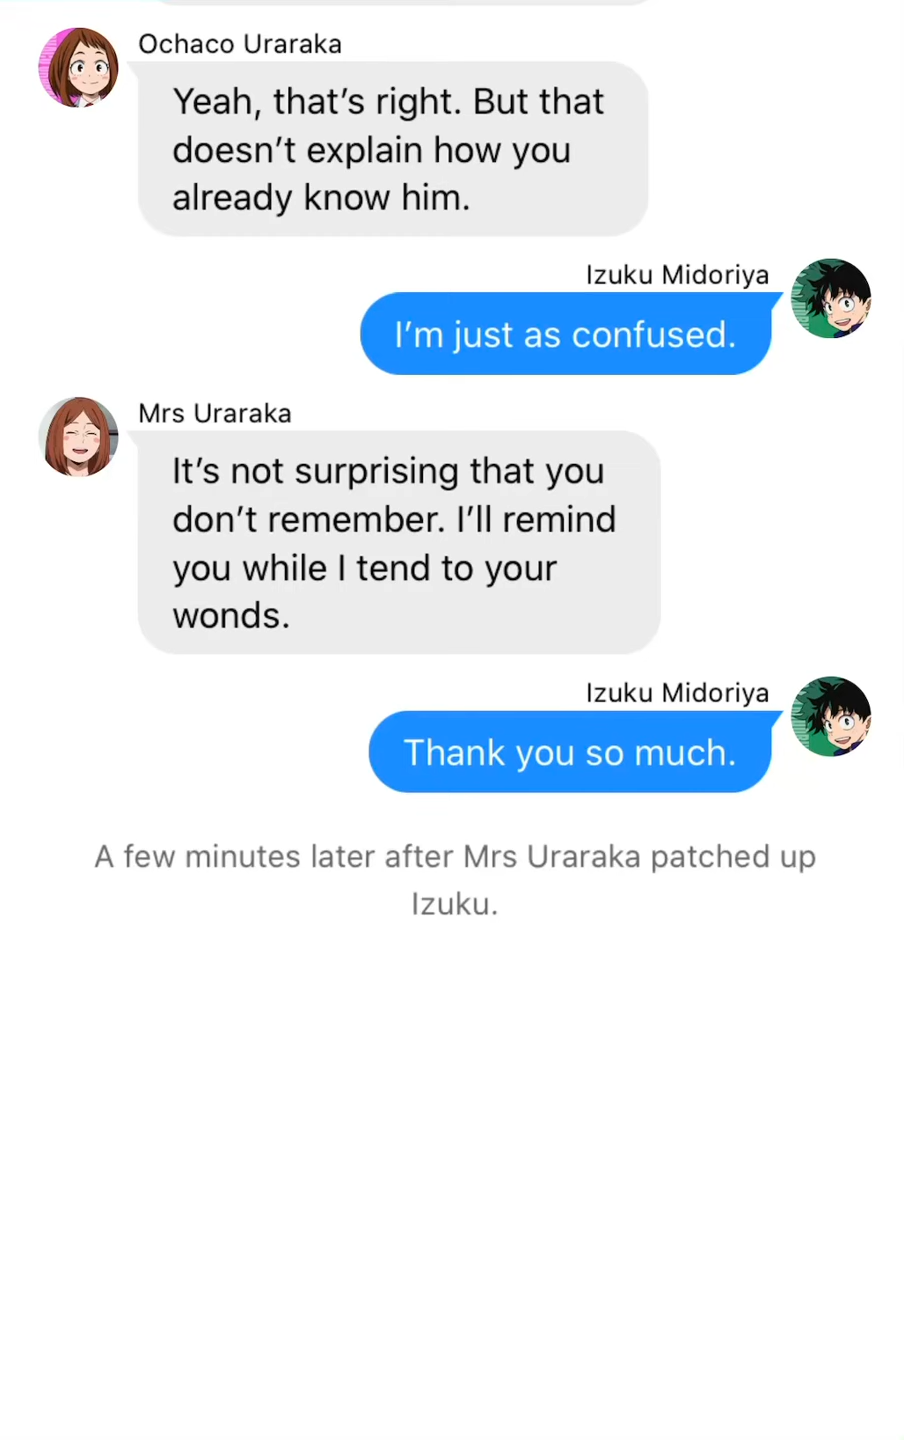 Ochaco Uraraka
Yeah, that’s right. But that
doesn’t explain how you
already know him.
Izuku Midoriya
I’m just as confused.
Mrs Uraraka
It’s not surprising that you
don’t remember. I’ll remind
you while I tend to your
wonds.
Izuku Midoriya
Thank you so much.
A few minutes later after Mrs Uraraka patched up
Izuku.